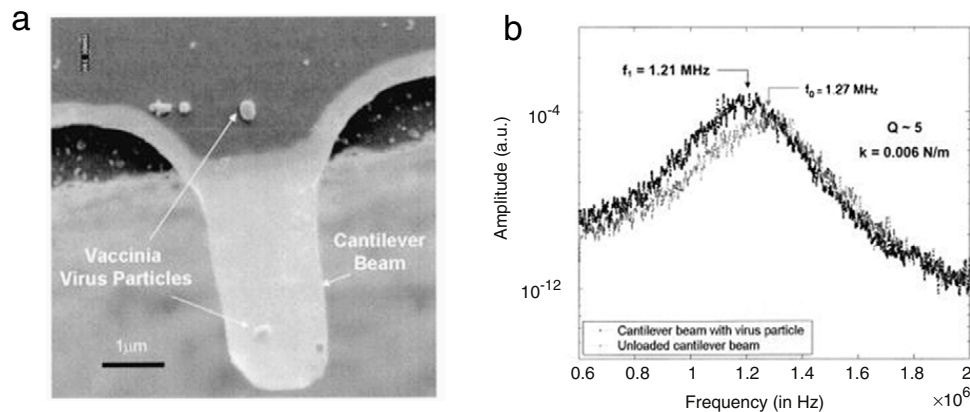 a
Vaccinia
Virus Particles
Cantilever
Beam
1μm
b
f₁ = 1.21 MHz
f₀ = 1.27 MHz
Q ~ 5
k = 0.006 N/m
Amplitude (a.u.)
10⁻⁴
10⁻¹²
Cantilever beam with virus particle
Unloaded cantilever beam
0.6 0.8 1 1.2 1.4 1.6 1.8 2
Frequency (in Hz)
×10⁶